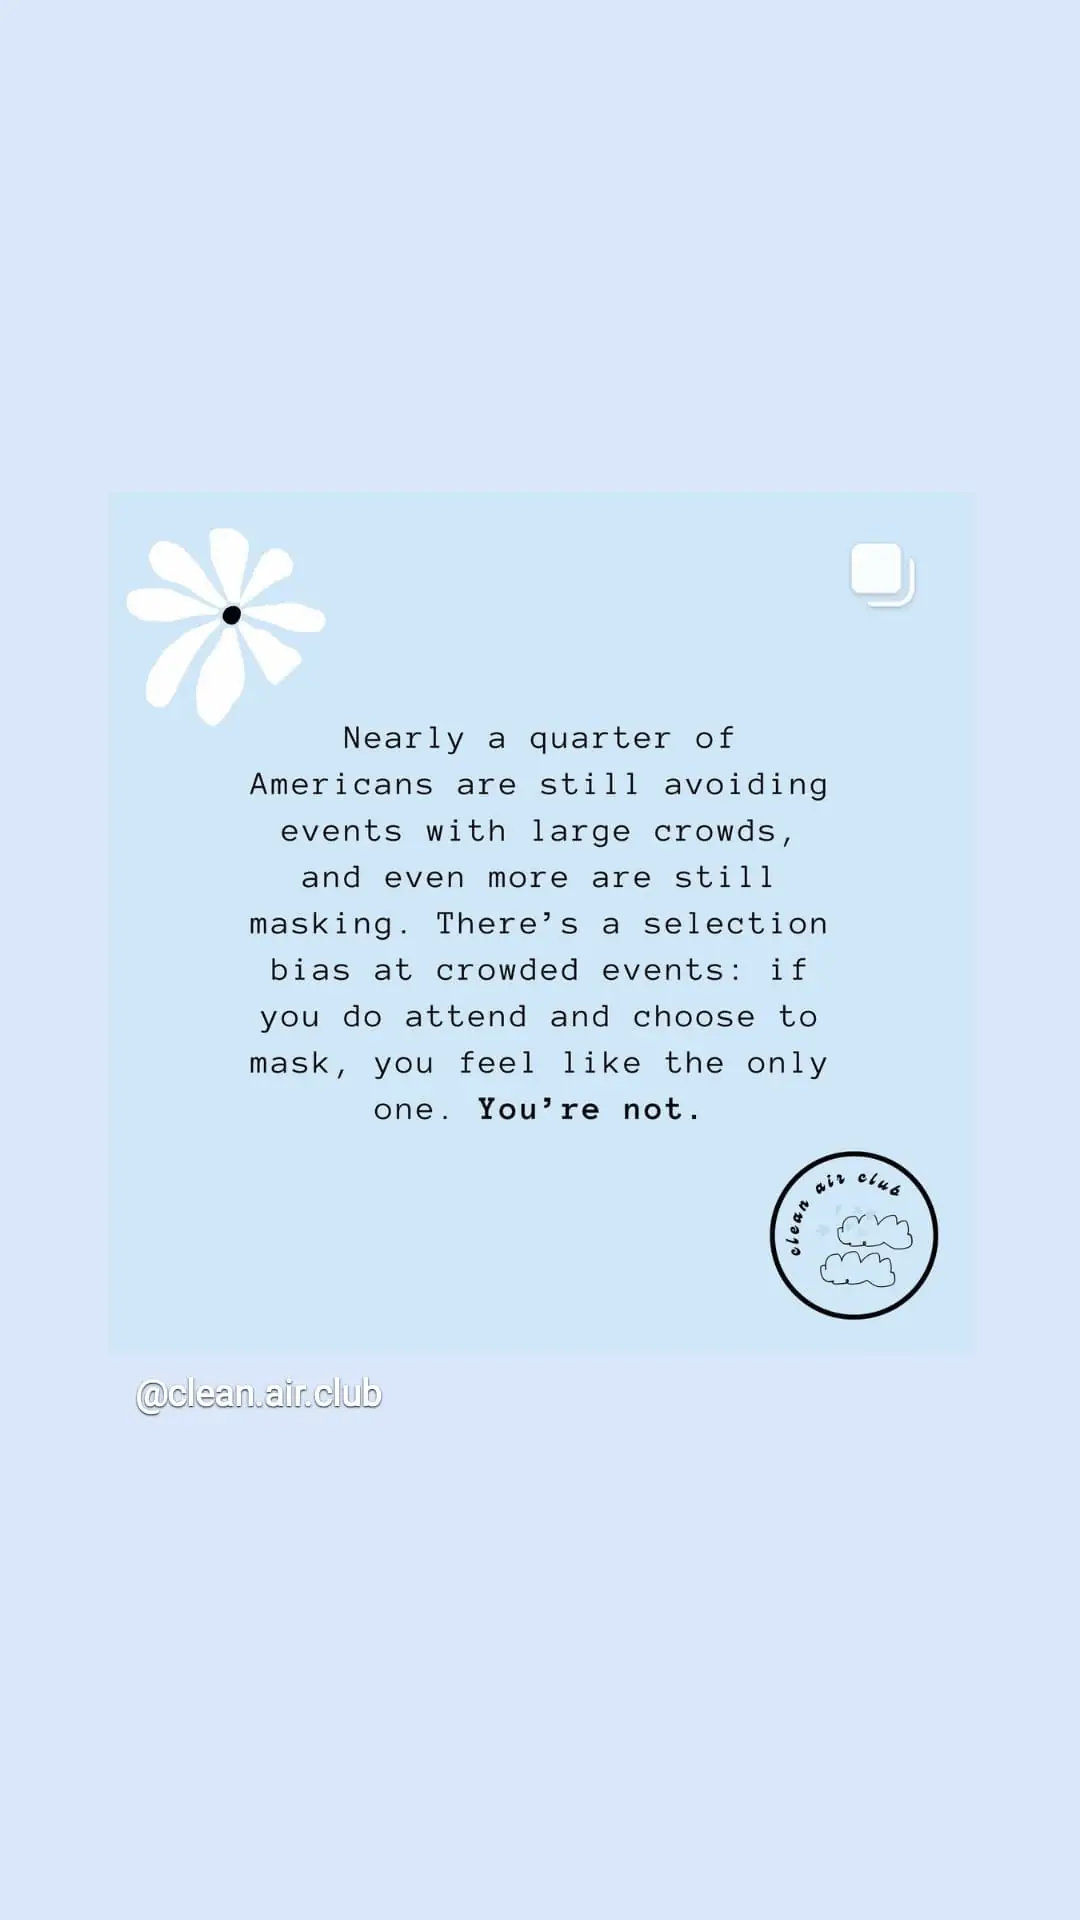 Nearly a quarter of
Americans are still avoiding
events with large crowds,
and even more are still
masking. There’s a selection
bias at crowded events: if
you do attend and choose to
mask, you feel like the only
one. You’re not.
clean air club
@clean.air.club